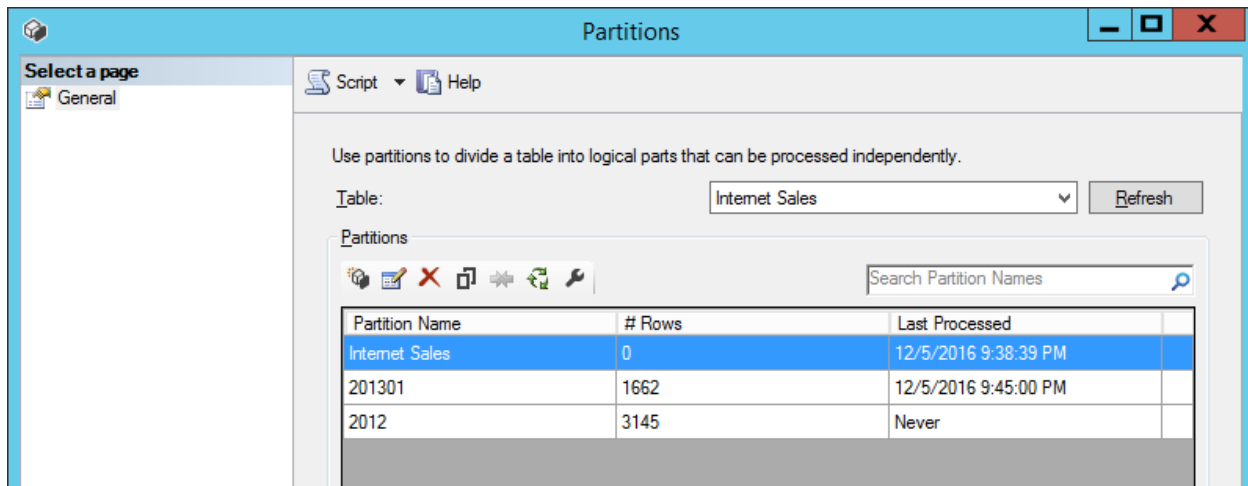 Partitions
Select a page
General
Script Help
Use partitions to divide a table into logical parts that can be processed independently.
Table: Internet Sales Refresh
Partitions
Search Partition Names
Partition Name # Rows Last Processed
Internet Sales 0 12/5/2016 9:38:39 PM
201301 1662 12/5/2016 9:45:00 PM
2012 3145 Never